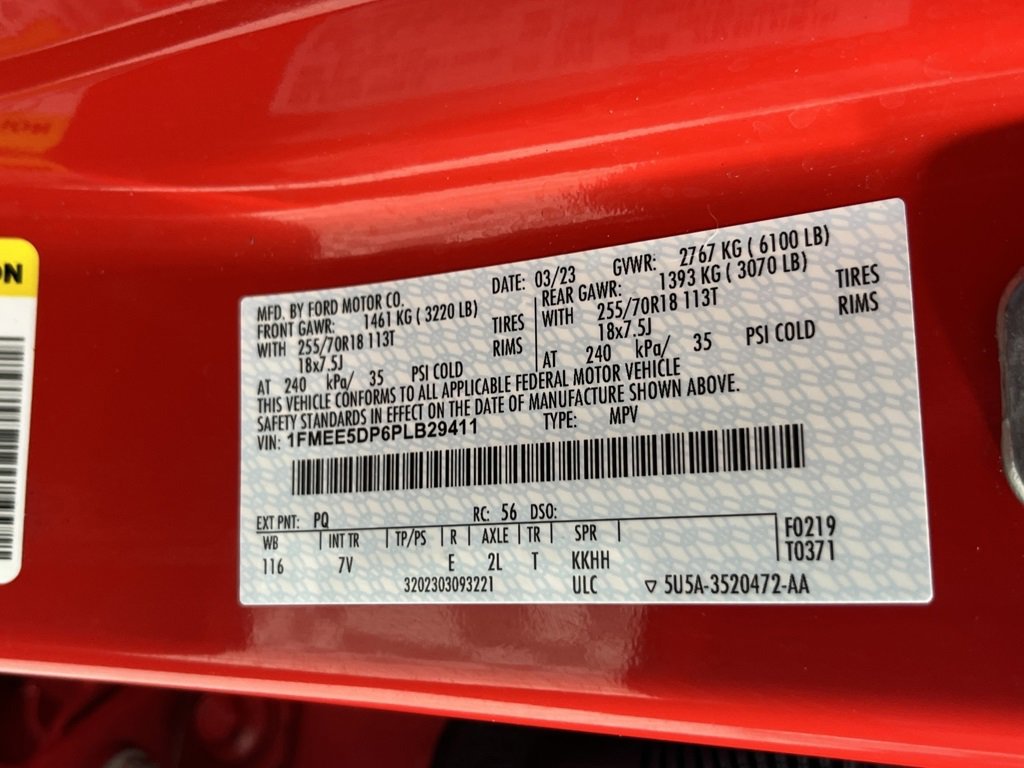 ON
MFD. BY FORD MOTOR CO.
DATE: 03/23 GVWR: 2767 KG ( 6100 LB)
FRONT GAWR: 1461 KG ( 3220 LB)
REAR GAWR: 1393 KG ( 3070 LB)
WITH 255/70R18 113T TIRES
WITH 255/70R18 113T TIRES
18x7.5J RIMS
18x7.5J RIMS
AT 240 kPa/ 35 PSI COLD
AT 240 kPa/ 35 PSI COLD
THIS VEHICLE CONFORMS TO ALL APPLICABLE FEDERAL MOTOR VEHICLE
SAFETY STANDARDS IN EFFECT ON THE DATE OF MANUFACTURE SHOWN ABOVE.
VIN: 1FMEE5DP6PLB29411 TYPE: MPV
EXT PNT: PQ RC: 56 DSO:
WB INT TR TP/PS R AXLE TR SPR F0219
116 7V E 2L T KKHH T0371
3202303093221 ULC ▽ 5U5A-3520472-AA